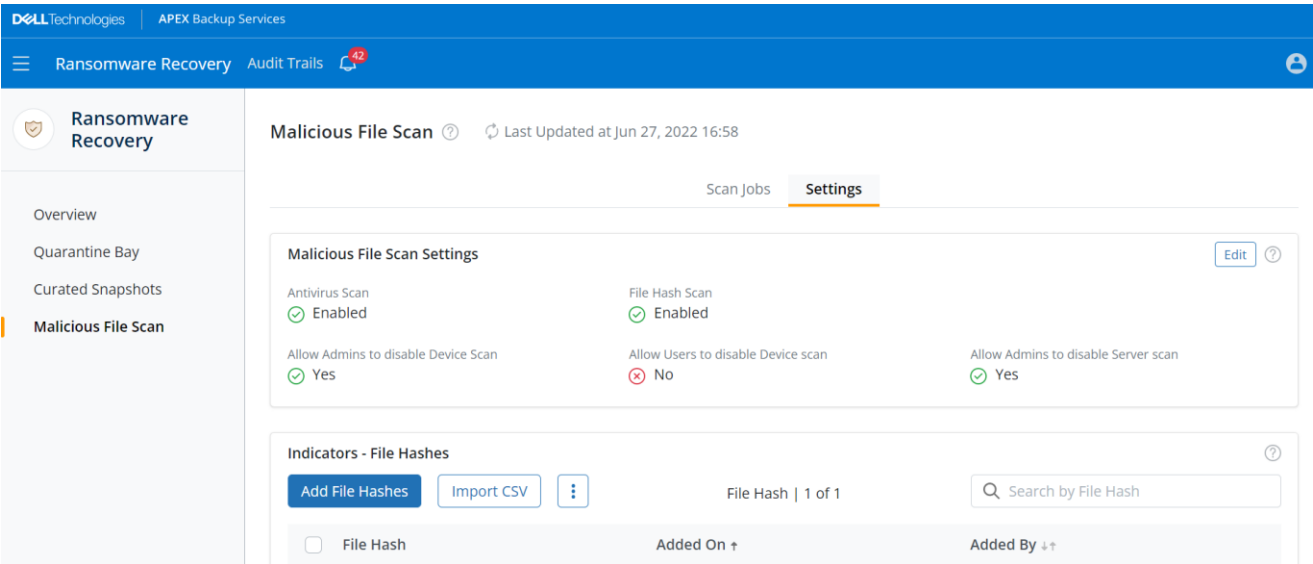 DELLTechnologies APEX Backup Services
Ransomware Recovery Audit Trails 42
Ransomware
Recovery
Overview
Quarantine Bay
Curated Snapshots
Malicious File Scan
Malicious File Scan ? Last Updated at Jun 27, 2022 16:58
Scan Jobs Settings
Malicious File Scan Settings Edit ?
Antivirus Scan File Hash Scan
Enabled Enabled
Allow Admins to disable Device Scan Allow Users to disable Device scan Allow Admins to disable Server scan
Yes No Yes
Indicators - File Hashes ?
Add File Hashes Import CSV File Hash | 1 of 1 Search by File Hash
File Hash Added On Added By